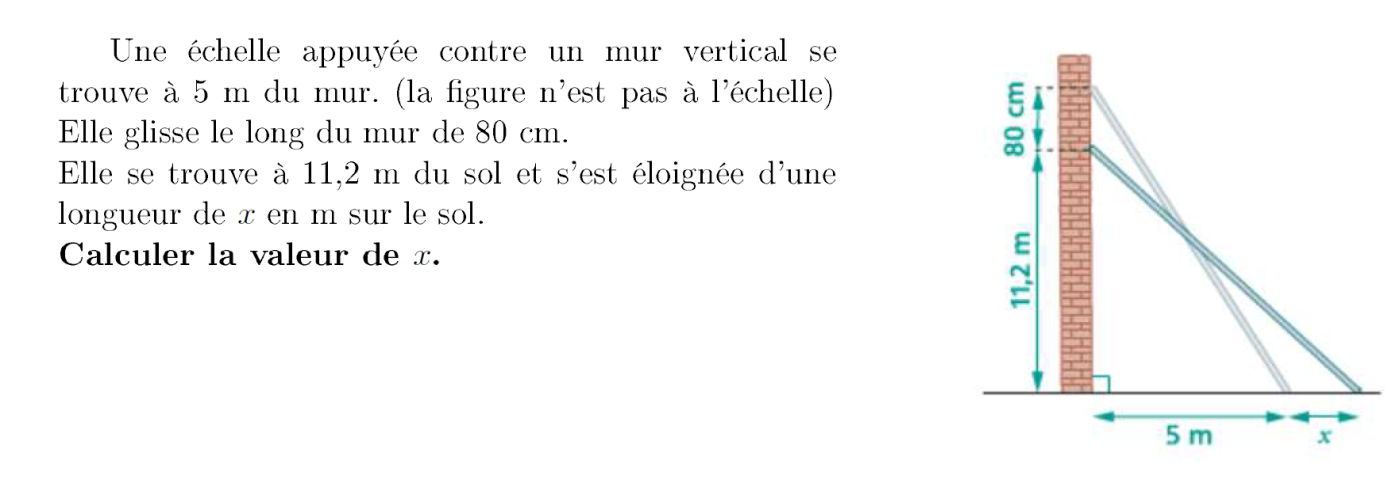 Une échelle appuyée contre un mur vertical se
trouve à 5 m du mur. (la figure n'est pas à l'échelle)
Elle glisse le long du mur de 80 cm.
Elle se trouve à 11,2 m du sol et s'est éloignée d'une
longueur de x en m sur le sol.
Calculer la valeur de x.
80 cm
11,2 m
5 m
x